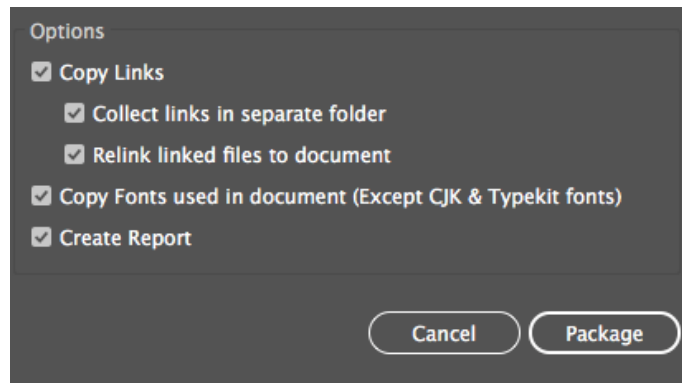 Options
Copy Links
Collect links in separate folder
Relink linked files to document
Copy Fonts used in document (Except CJK & Typekit fonts)
Create Report
Cancel Package